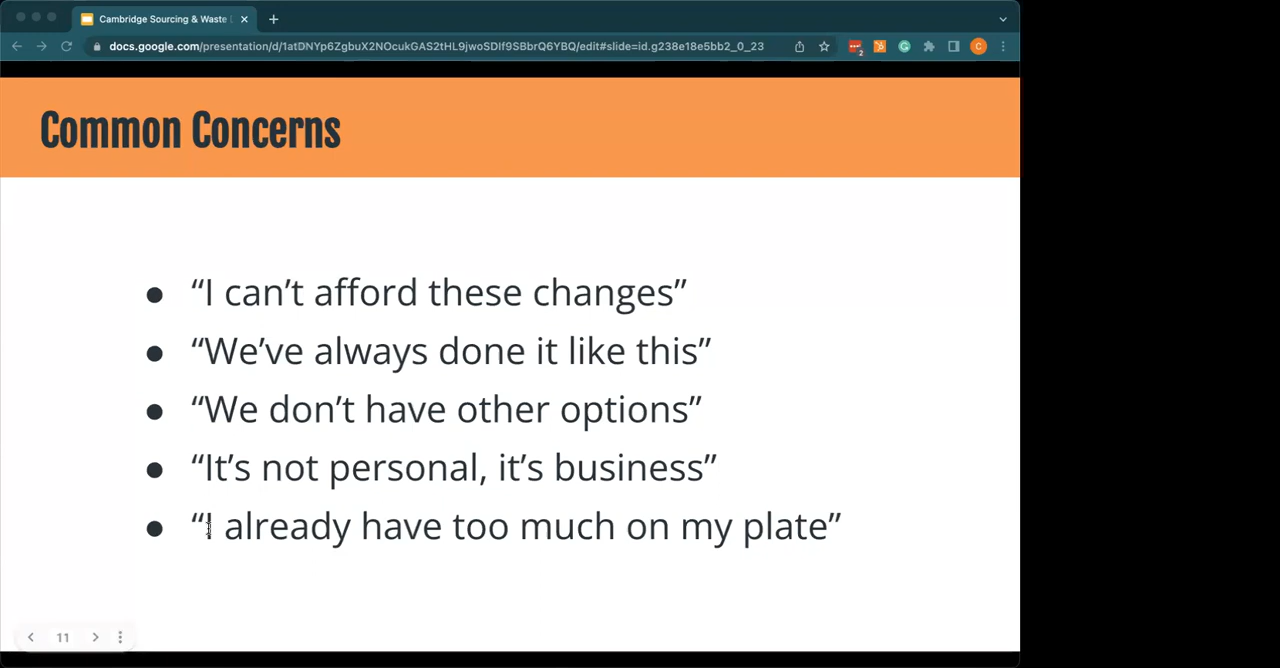 Cambridge Sourcing & Waste
docs.google.com/presentation/d/1atDNYp6ZgbuX2NOcukGAS2tHL9jwoSDIf9SBbrQ6YBQ/edit#slide=id.g238e18e5bb2_0_23
2
C
Common Concerns
● “I can’t afford these changes”
● “We’ve always done it like this”
● “We don’t have other options”
● “It’s not personal, it’s business”
● “I already have too much on my plate”
11